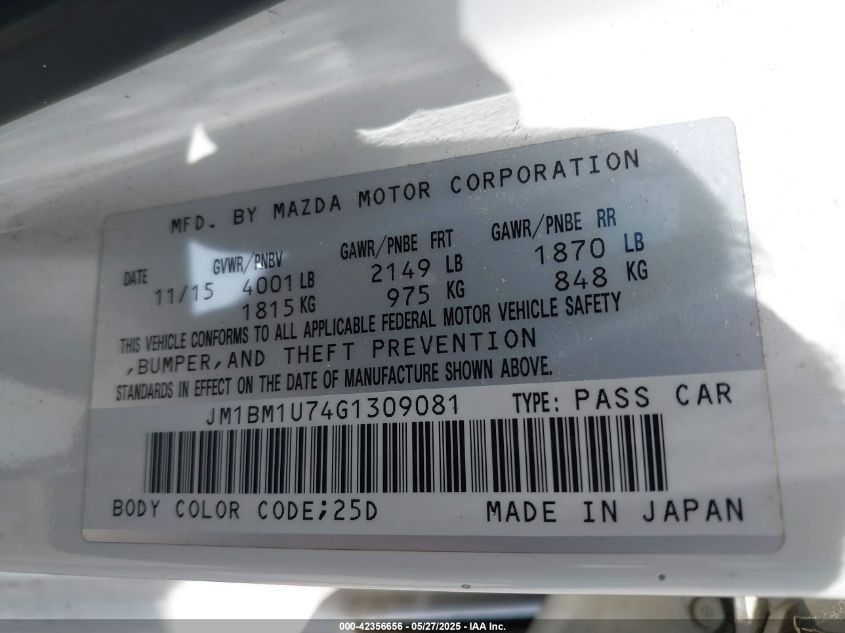 MFD. BY MAZDA MOTOR CORPORATION
DATE GVWR/PNBV GAWR/PNBE FRT GAWR/PNBE RR
11/15 4001 LB 2149 LB 1870 LB
1815 KG 975 KG 848 KG
THIS VEHICLE CONFORMS TO ALL APPLICABLE FEDERAL MOTOR VEHICLE SAFETY
,BUMPER,AND THEFT PREVENTION
STANDARDS IN EFFECT ON THE DATE OF MANUFACTURE SHOWN ABOVE.
JM1BM1U74G1309081 TYPE: PASS CAR
BODY COLOR CODE;25D MADE IN JAPAN
000-42356656 - 05/27/2025 - IAA Inc.